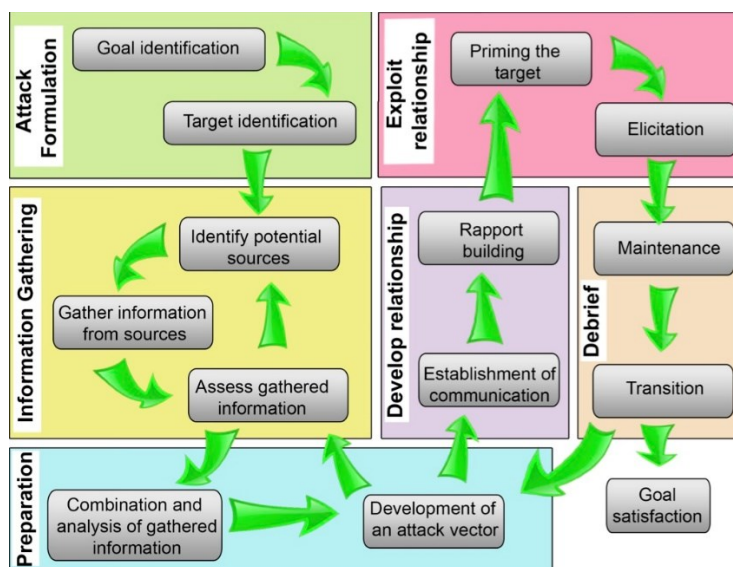 Attack
Formulation
Goal identification
Target identification
Exploit
relationship
Priming the
target
Elicitation
Information Gathering
Identify potential
sources
Gather information
from sources
Assess gathered
information
Develop relationship
Rapport
building
Establishment of
communication
Debrief
Maintenance
Transition
Preparation
Combination and
analysis of gathered
information
Development of
an attack vector
Goal
satisfaction